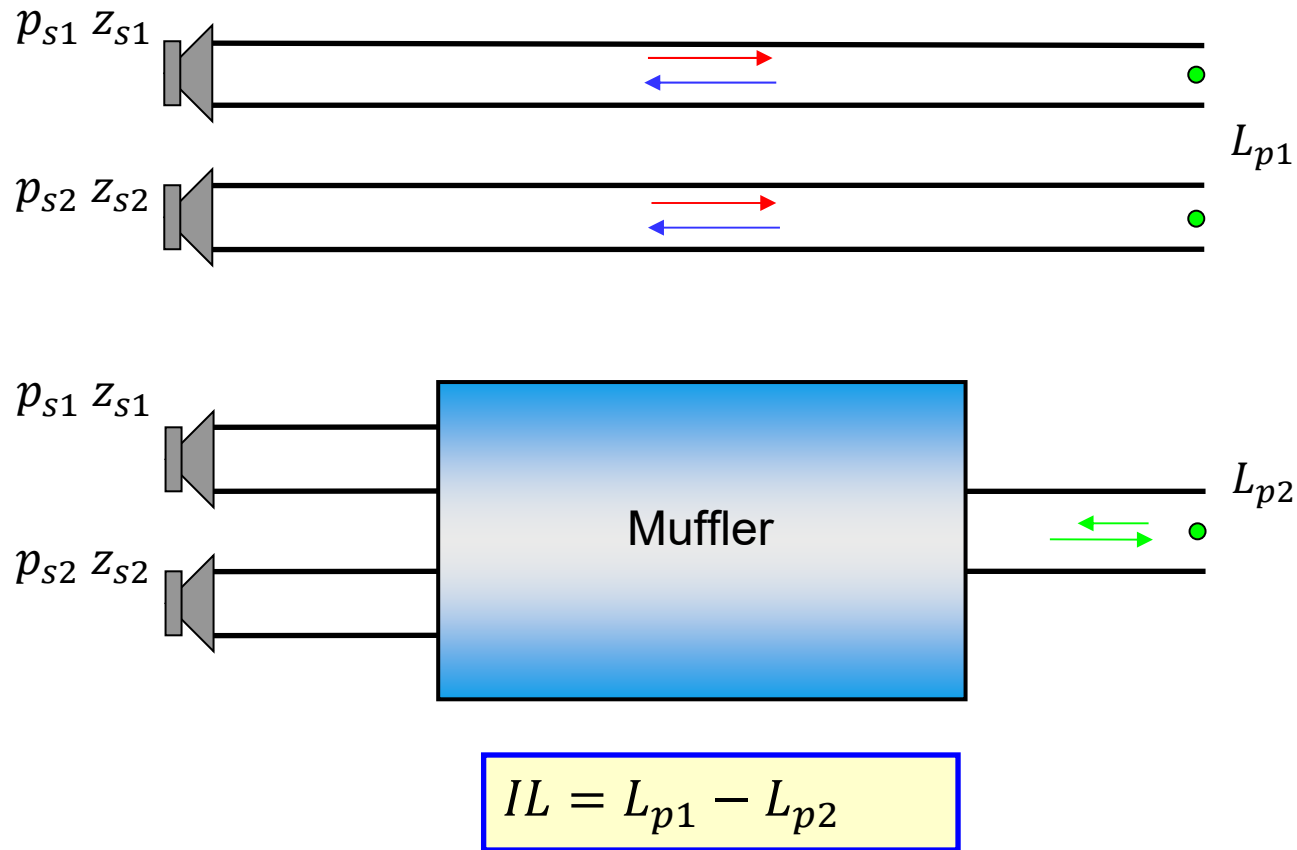 p_{s1} z_{s1}
L_{p1}
p_{s2} z_{s2}
p_{s1} z_{s1}
L_{p2}
Muffler
p_{s2} z_{s2}
IL = L_{p1} − L_{p2}